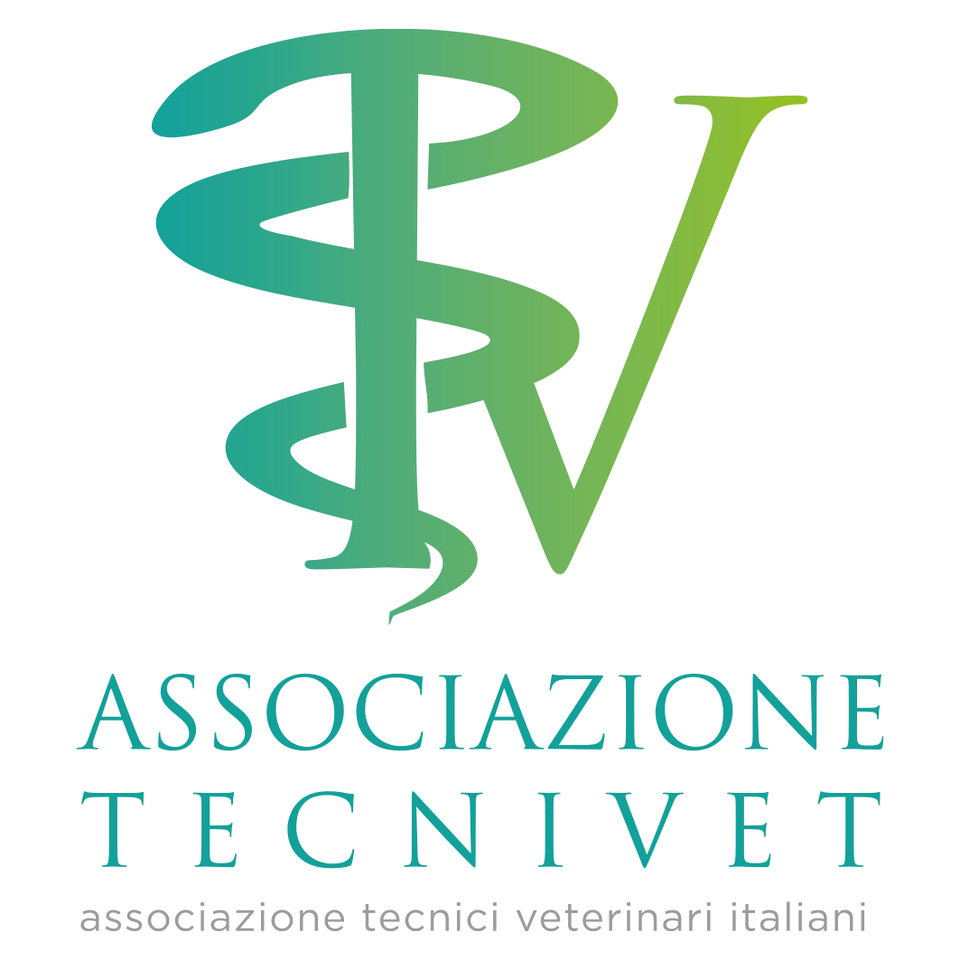 ASSOCIAZIONE
TECNIVET
associazione tecnici veterinari italiani